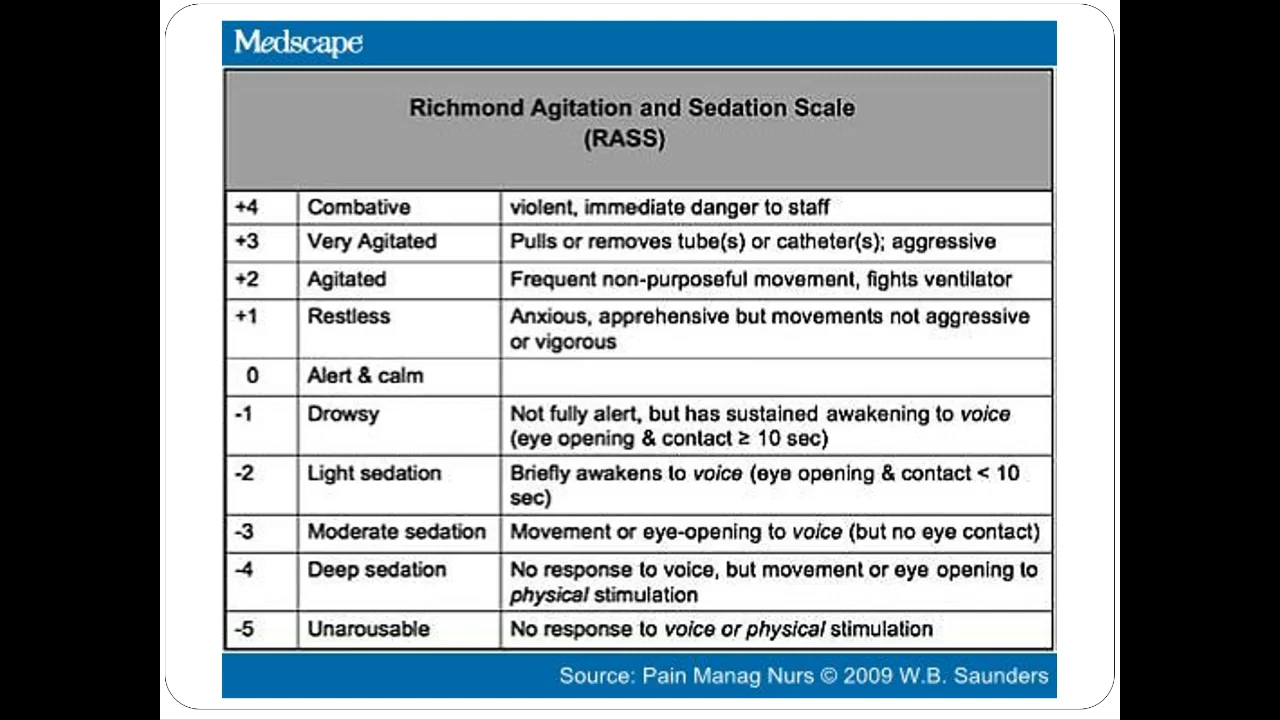 Medscape
Richmond Agitation and Sedation Scale
(RASS)
+4 Combative violent, immediate danger to staff
+3 Very Agitated Pulls or removes tube(s) or catheter(s); aggressive
+2 Agitated Frequent non-purposeful movement, fights ventilator
+1 Restless Anxious, apprehensive but movements not aggressive
or vigorous
0 Alert & calm
-1 Drowsy Not fully alert, but has sustained awakening to voice
(eye opening & contact ≥ 10 sec)
-2 Light sedation Briefly awakens to voice (eye opening & contact < 10
sec)
-3 Moderate sedation Movement or eye-opening to voice (but no eye contact)
-4 Deep sedation No response to voice, but movement or eye opening to
physical stimulation
-5 Unarousable No response to voice or physical stimulation
Source: Pain Manag Nurs © 2009 W.B. Saunders